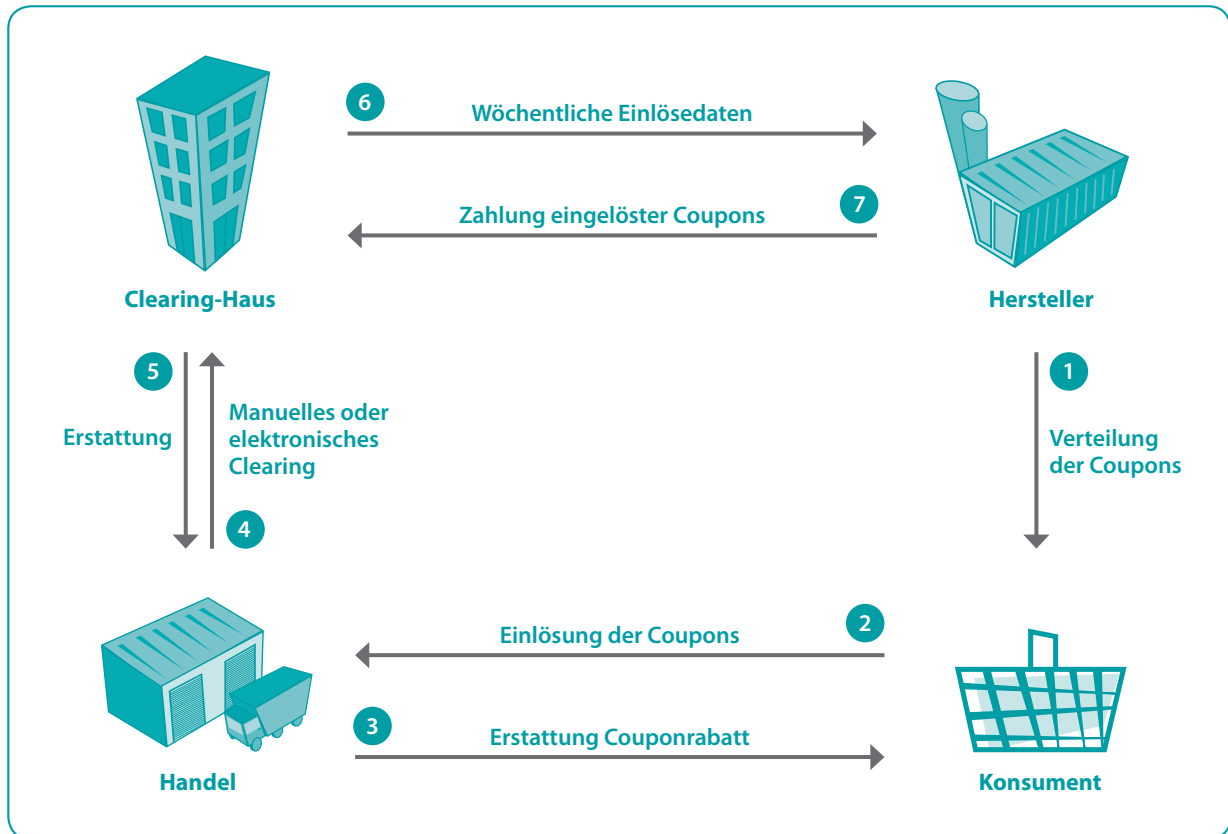 6
Wöchentliche Einlösedaten
7
Zahlung eingelöster Coupons
Clearing-Haus
Hersteller
5
Erstattung
Manuelles oder
elektronisches
Clearing
4
1
Verteilung
der Coupons
2
Einlösung der Coupons
3
Erstattung Couponrabatt
Handel
Konsument